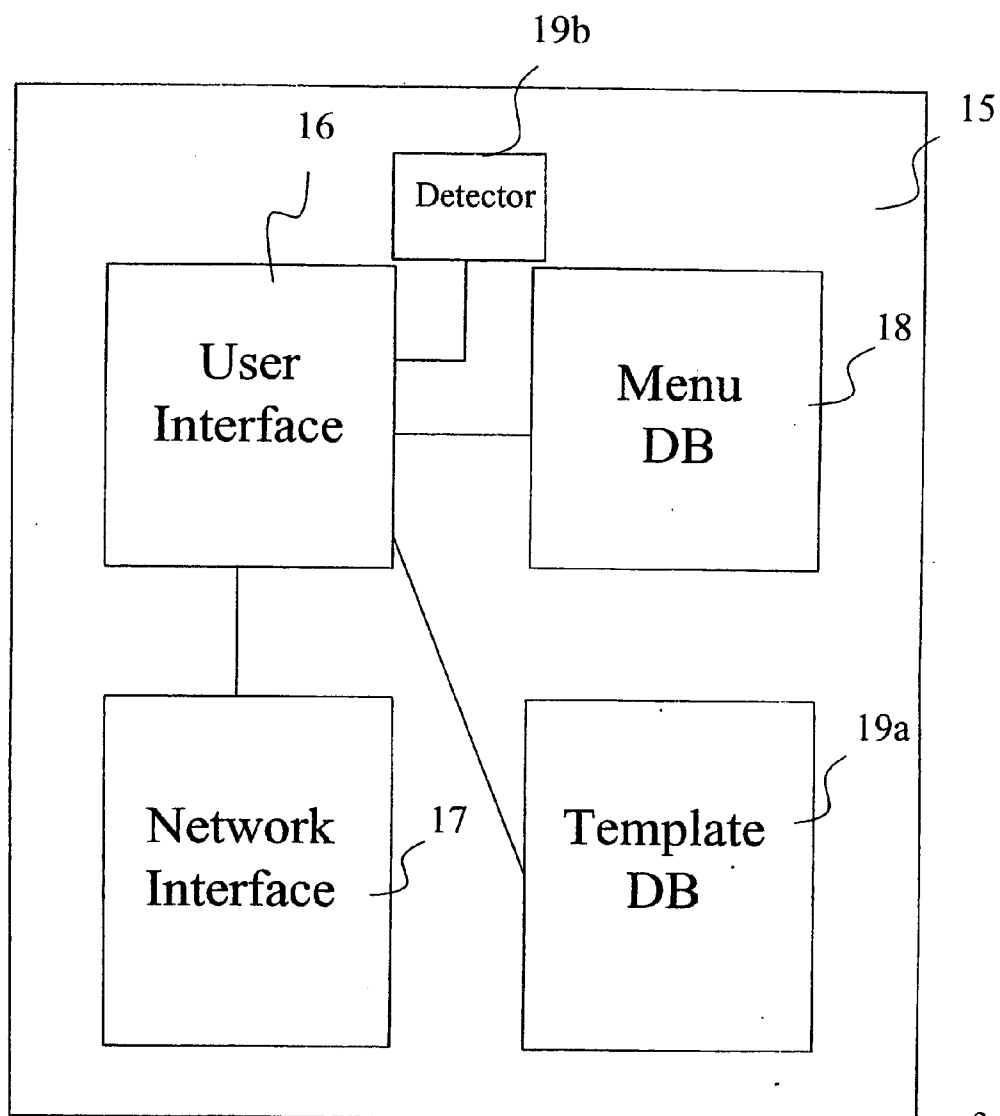 19b
15
16
Detector
User
Interface
18
Menu
DB
19a
Network
Interface
17
Template
DB